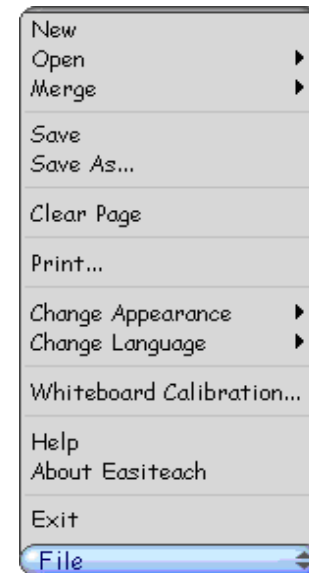 New
Open
Merge
Save
Save As...
Clear Page
Print...
Change Appearance
Change Language
Whiteboard Calibration...
Help
About Easiteach
Exit
File